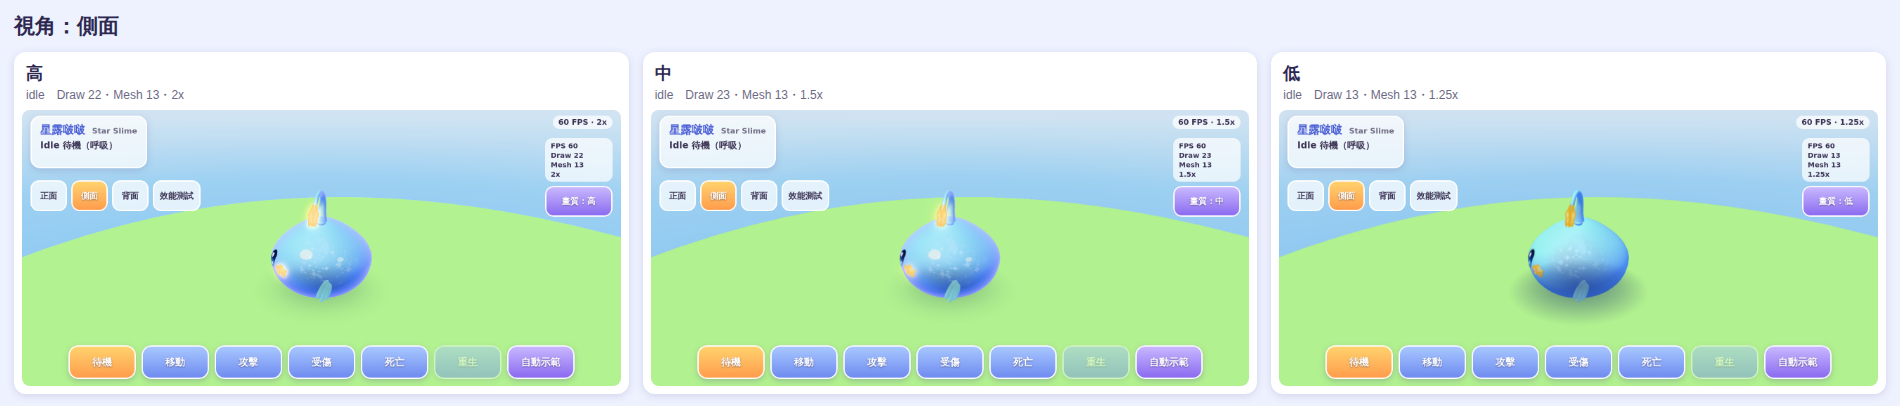 視角：側面
高
idle Draw 22・Mesh 13・2x
星露啵啵 Star Slime
Idle 待機（呼吸）
60 FPS · 2x
FPS 60
Draw 22
Mesh 13
2x
正面 側面 背面 效能測試
畫質：高
待機 移動 攻擊 受傷 死亡 重生 自動示範
中
idle Draw 23・Mesh 13・1.5x
星露啵啵 Star Slime
Idle 待機（呼吸）
60 FPS · 1.5x
FPS 60
Draw 23
Mesh 13
1.5x
正面 側面 背面 效能測試
畫質：中
待機 移動 攻擊 受傷 死亡 重生 自動示範
低
idle Draw 13・Mesh 13・1.25x
星露啵啵 Star Slime
Idle 待機（呼吸）
60 FPS · 1.25x
FPS 60
Draw 13
Mesh 13
1.25x
正面 側面 背面 效能測試
畫質：低
待機 移動 攻擊 受傷 死亡 重生 自動示範